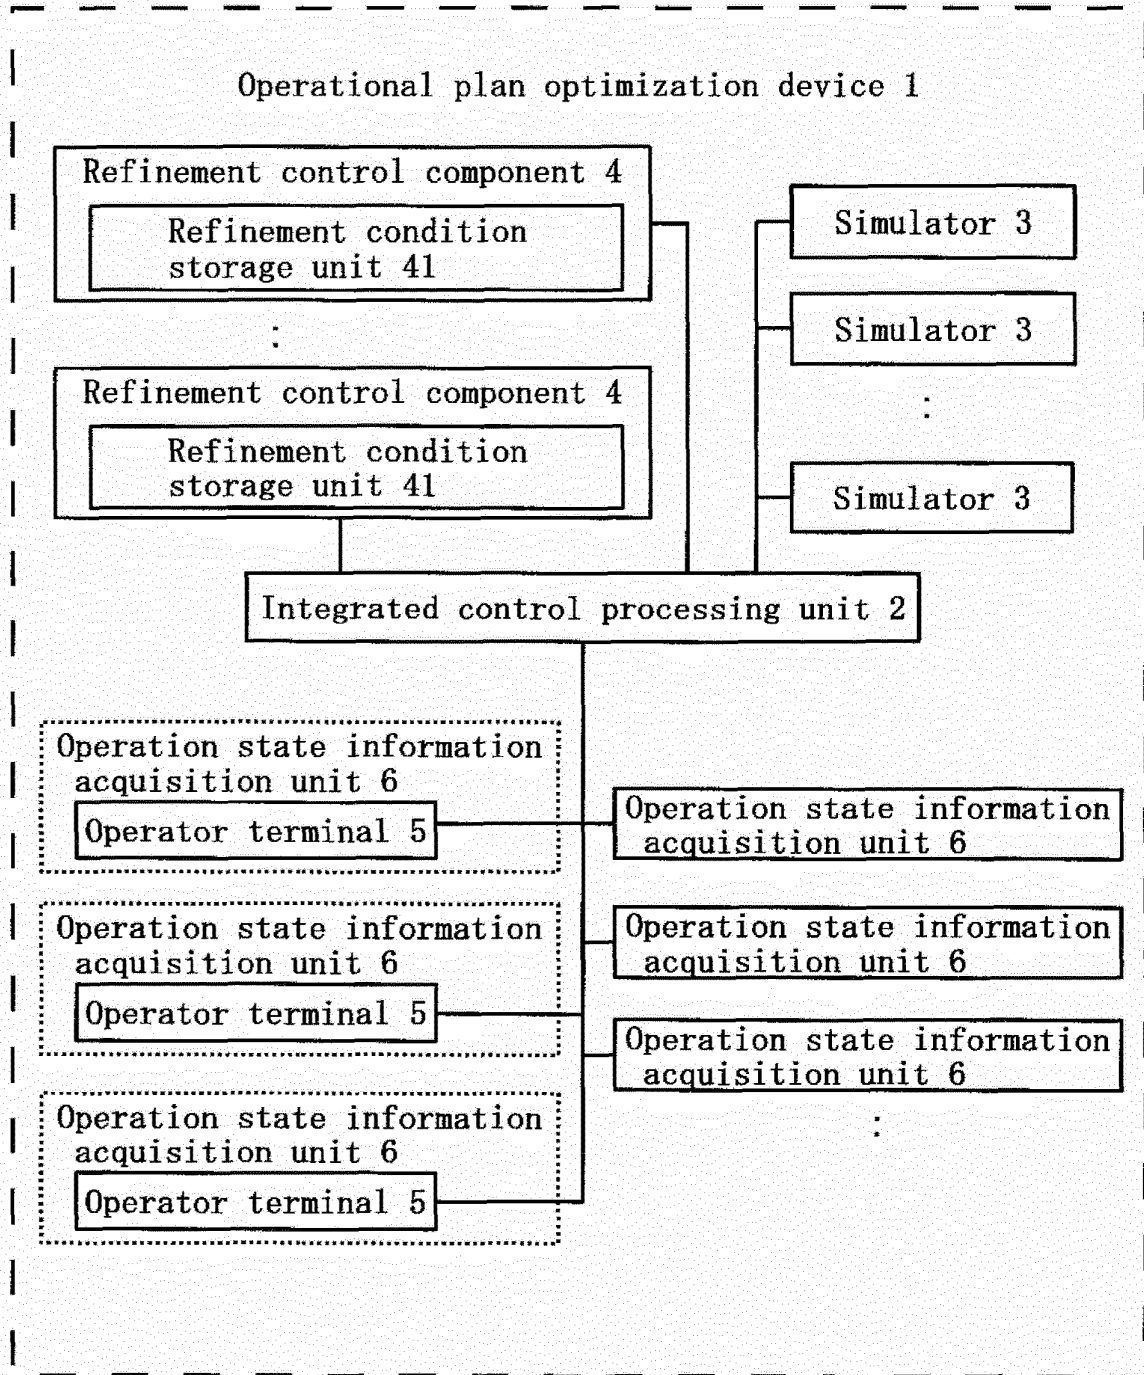 Operational plan optimization device 1
Refinement control component 4
Refinement condition
storage unit 41
:
Refinement control component 4
Refinement condition
storage unit 41
Simulator 3
Simulator 3
:
Simulator 3
Integrated control processing unit 2
Operation state information
acquisition unit 6
Operator terminal 5
Operation state information
acquisition unit 6
Operator terminal 5
Operation state information
acquisition unit 6
Operator terminal 5
Operation state information
acquisition unit 6
Operation state information
acquisition unit 6
Operation state information
acquisition unit 6
: